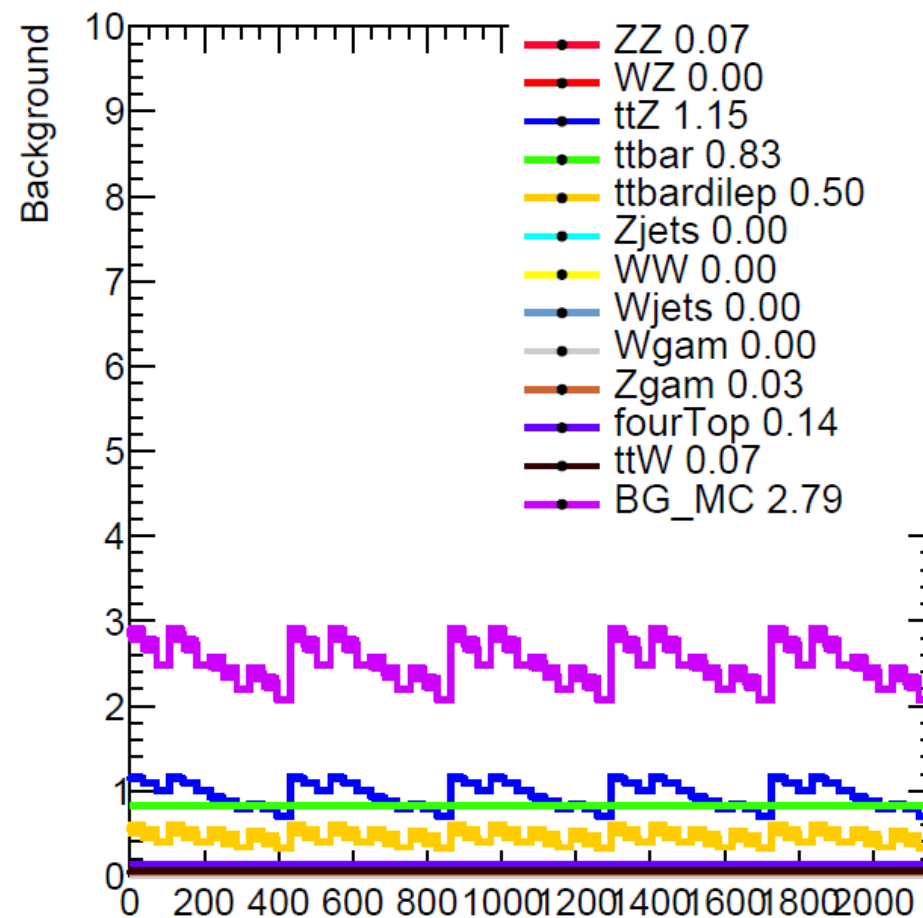 Background
10
9
8
7
6
5
4
3
2
1
0
ZZ 0.07
WZ 0.00
ttZ 1.15
ttbar 0.83
ttbardilep 0.50
Zjets 0.00
WW 0.00
Wjets 0.00
Wgam 0.00
Zgam 0.03
fourTop 0.14
ttW 0.07
BG_MC 2.79
0 200 400 600 800 1000 1200 1400 1600 1800 2000